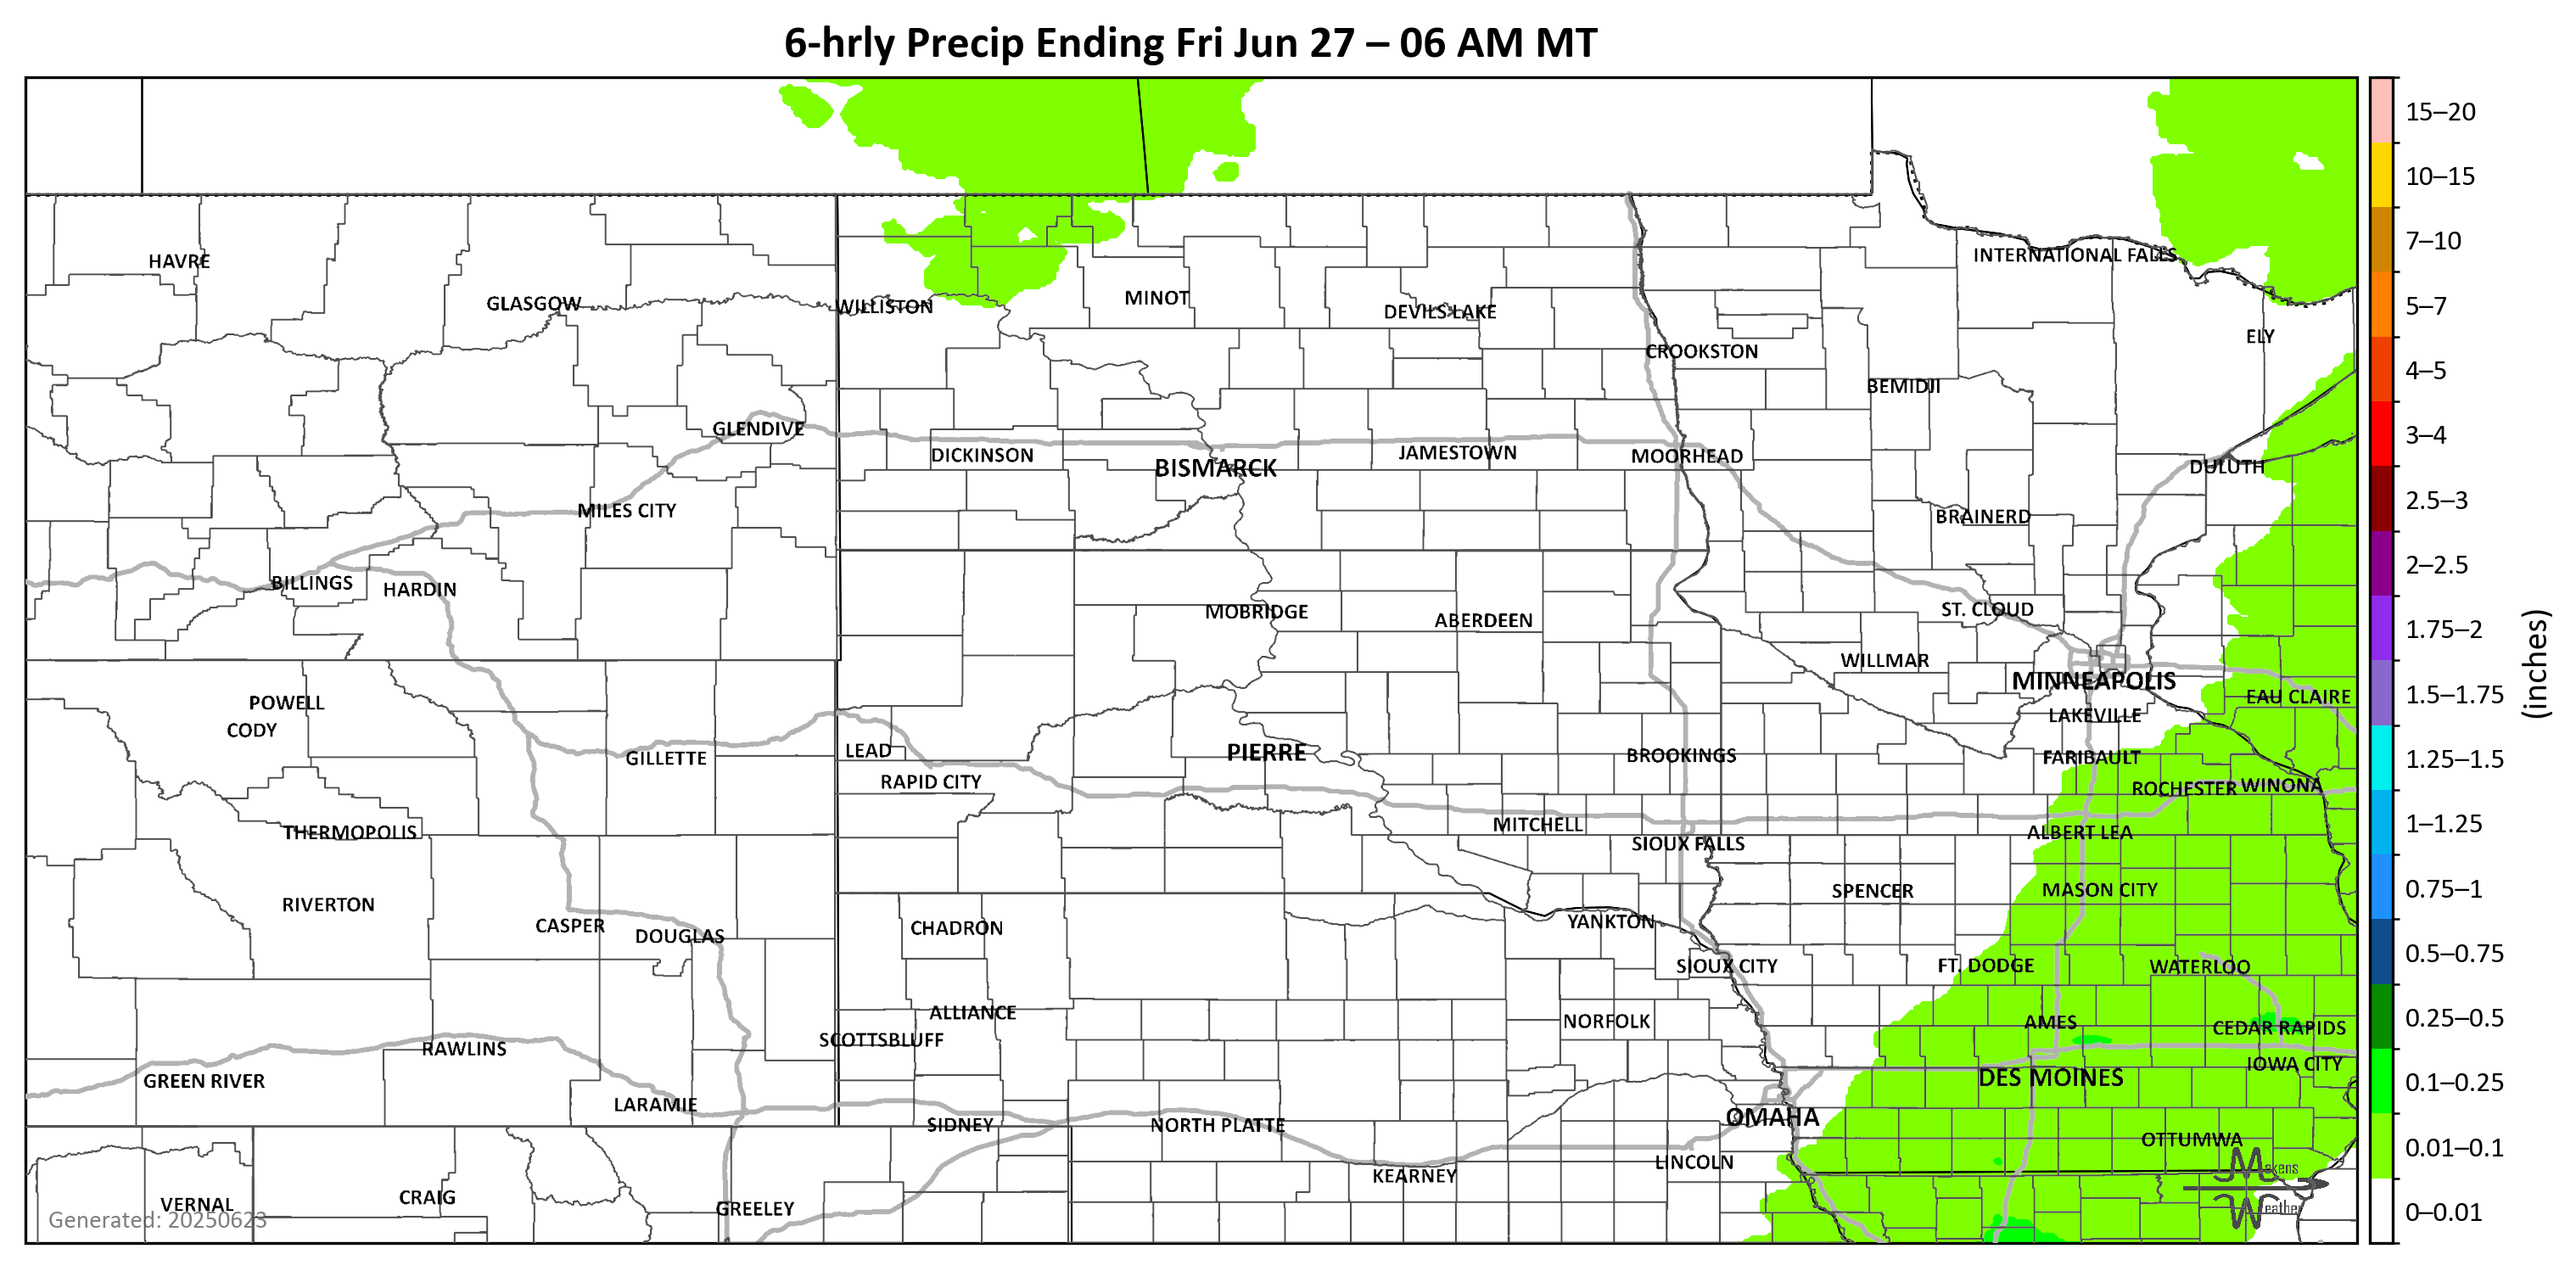 6-hrly Precip Ending Fri Jun 27 – 06 AM MT
15–20
10–15
HAVRE
7–10
INTERNATIONAL FALLS
GLASGOW
WILLISTON
MINOT
DEVILS LAKE
5–7
ELY
CROOKSTON
4–5
BEMIDJI
GLENDIVE
3–4
DICKINSON
BISMARCK
JAMESTOWN
MOORHEAD
DULUTH
2.5–3
MILES CITY
BRAINERD
2–2.5
BILLINGS
HARDIN
MOBRIDGE
ABERDEEN
ST. CLOUD
1.75–2
(inches)
WILLMAR
MINNEAPOLIS
1.5–1.75
EAU CLAIRE
POWELL
CODY
LAKEVILLE
LEAD
PIERRE
GILLETTE
BROOKINGS
FARIBAULT
1.25–1.5
RAPID CITY
ROCHESTER
WINONA
THERMOPOLIS
MITCHELL
ALBERT LEA
1–1.25
SIOUX FALLS
SPENCER
MASON CITY
0.75–1
RIVERTON
CASPER
DOUGLAS
CHADRON
YANKTON
0.5–0.75
SIOUX CITY
FT. DODGE
WATERLOO
ALLIANCE
NORFOLK
AMES
CEDAR RAPIDS
0.25–0.5
SCOTTSBLUFF
RAWLINS
IOWA CITY
GREEN RIVER
DES MOINES
0.1–0.25
LARAMIE
SIDNEY
NORTH PLATTE
OMAHA
OTTUMWA
0.01–0.1
LINCOLN
KEARNEY
Makens
Weather
VERNAL
CRAIG
GREELEY
Generated: 20250623
0–0.01